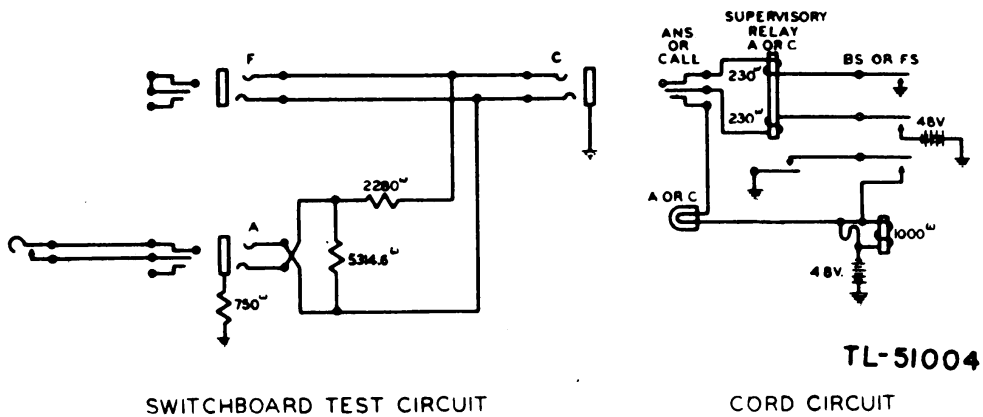 F
C
2280ω
A
5314.6ω
750ω
SWITCHBOARD TEST CIRCUIT
ANS
OR
CALL
SUPERVISORY
RELAY
A OR C
BS OR FS
230ω
230ω
48V
A OR C
1000ω
48V.
TL-51004
CORD CIRCUIT